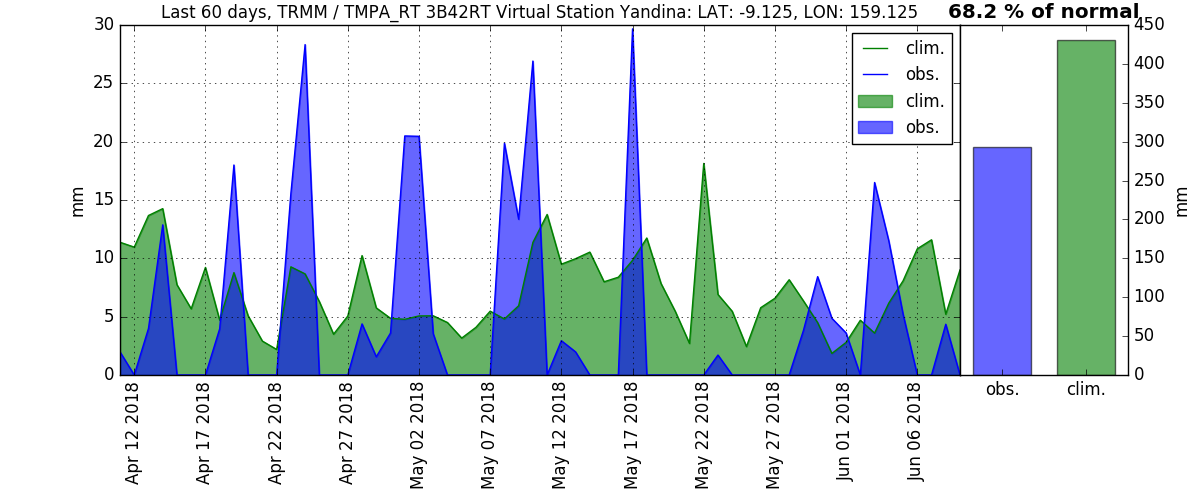 Last 60 days, TRMM / TMPA_RT 3B42RT Virtual Station Yandina: LAT: -9.125, LON: 159.125
68.2 % of normal
30
25
20
15
10
5
0
mm
clim.
obs.
clim.
obs.
450
400
350
300
250
200
150
100
50
0
mm
Apr 12 2018
Apr 17 2018
Apr 22 2018
Apr 27 2018
May 02 2018
May 07 2018
May 12 2018
May 17 2018
May 22 2018
May 27 2018
Jun 01 2018
Jun 06 2018
obs.
clim.